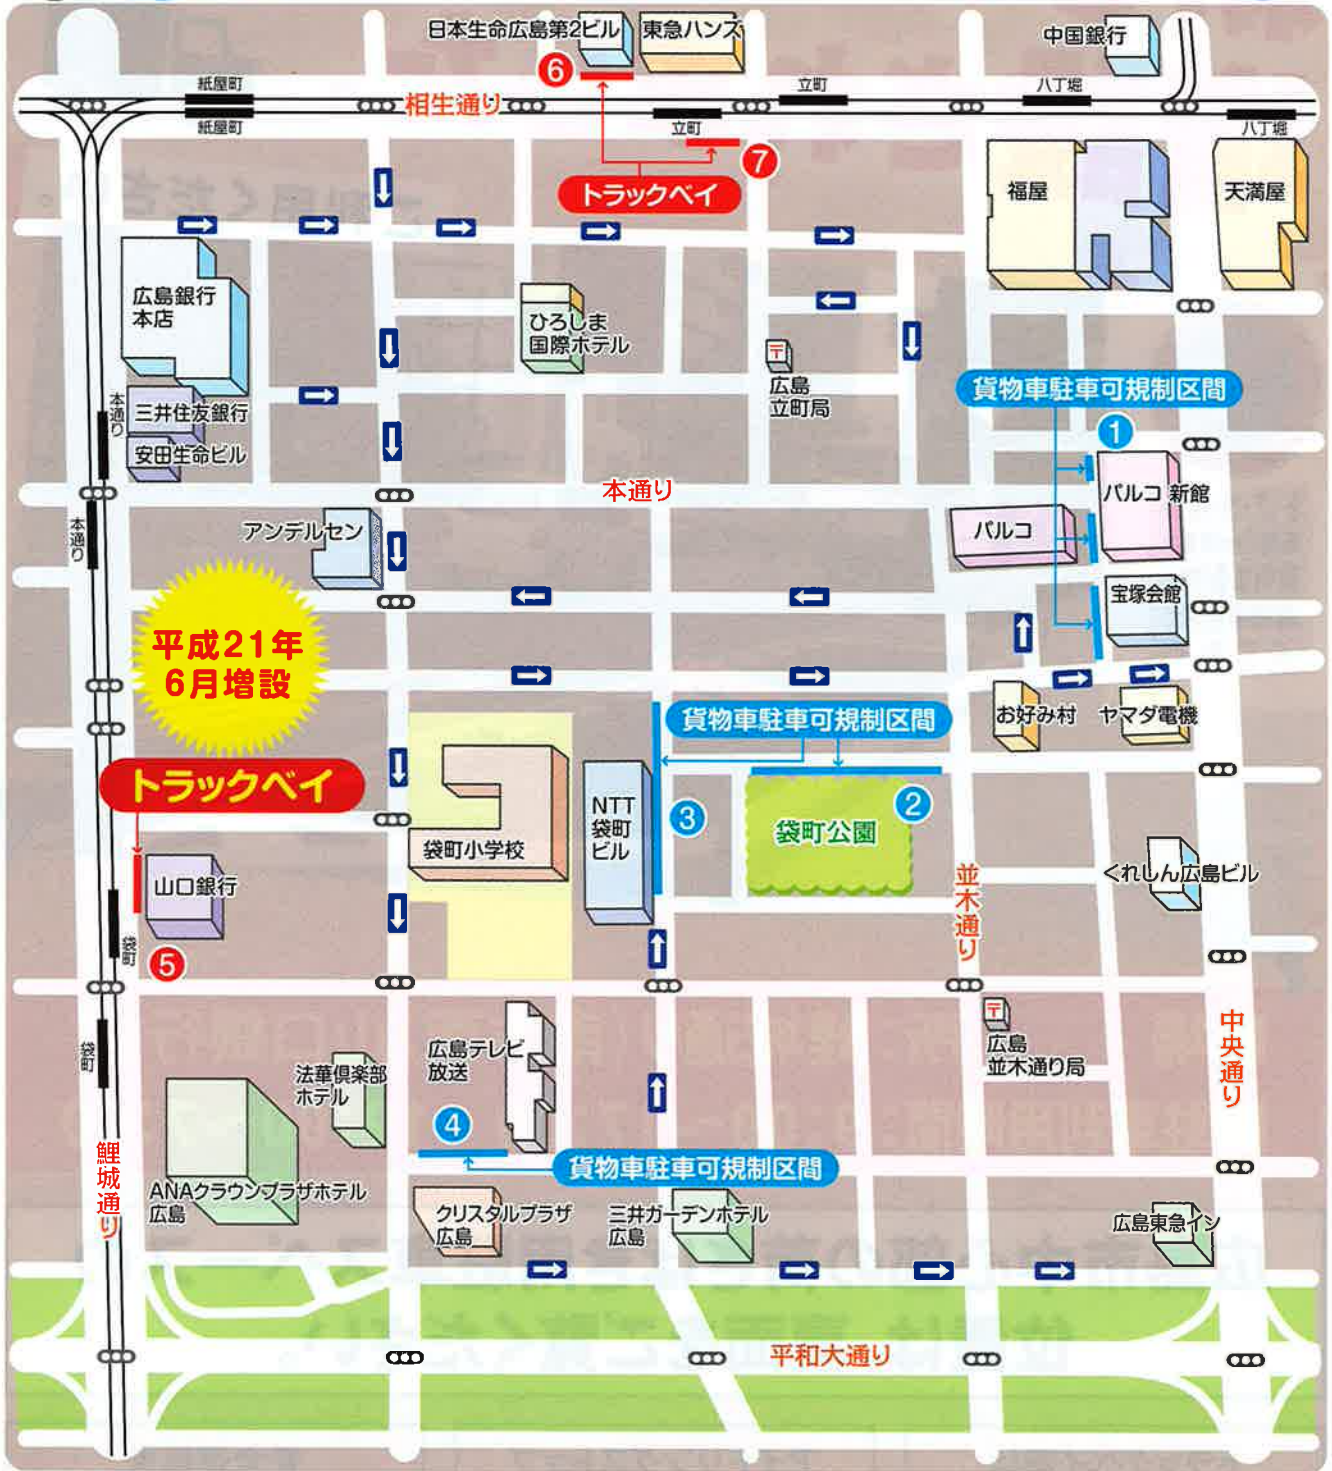 日本生命広島第2ビル
東急ハンズ
中国銀行
6
紙屋町
立町
八丁堀
相生通り
紙屋町
立町
八丁堀
7
トラックベイ
福屋
天満屋
広島銀行
本店
ひろしま
国際ホテル
〒
広島
立町局
貨物車駐車可規制区間
1
本通り
三井住友銀行
安田生命ビル
本通り
パルコ 新館
パルコ
本通り
アンデルセン
宝塚会館
平成21年
6月増設
お好み村
ヤマダ電機
貨物車駐車可規制区間
トラックベイ
NTT
袋町
ビル
3
2
袋町公園
袋町小学校
山口銀行
並木通り
くれしん広島ビル
袋町
5
〒
広島
並木通り局
中央通り
袋町
広島テレビ
放送
法華倶楽部
ホテル
4
貨物車駐車可規制区間
鯉城通り
ANAクラウンプラザホテル
広島
クリスタルプラザ
広島
三井ガーデンホテル
広島
広島東急イン
平和大通り